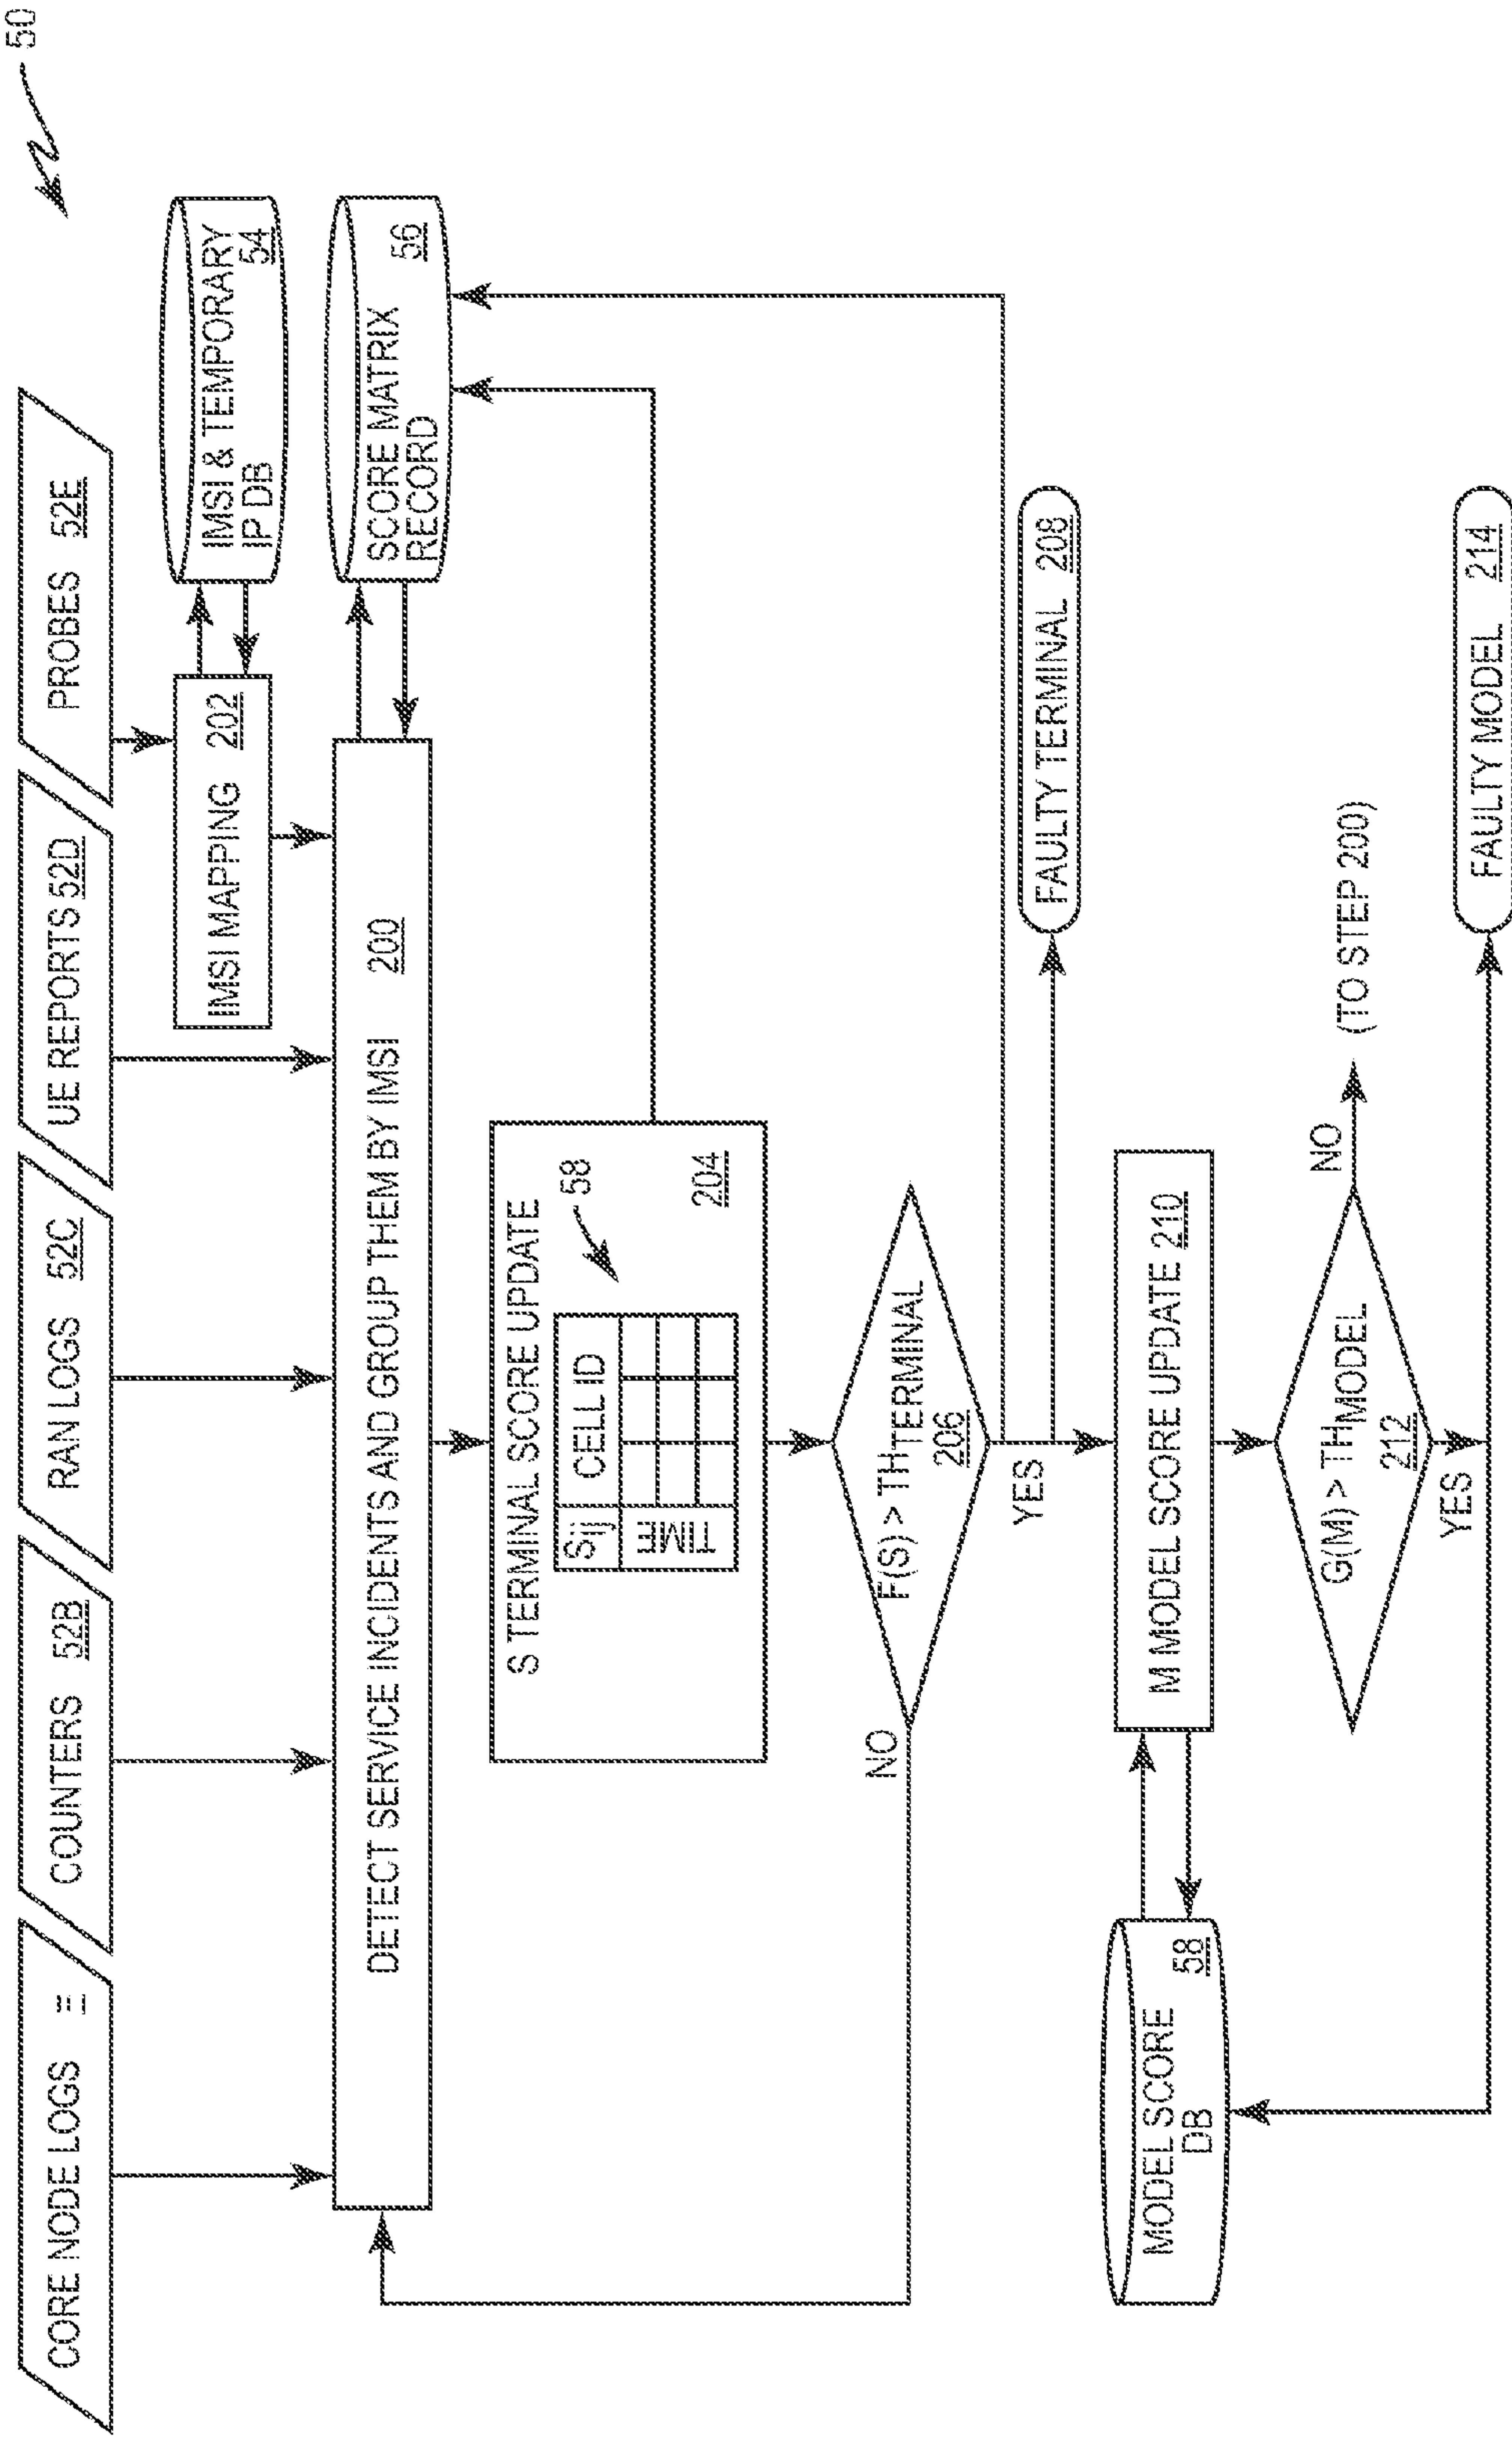 50
CORE NODE LOGS
COUNTERS 52B
RAN LOGS 52C
UE REPORTS 52D
PROBES 52E
IMSI MAPPING 202
IMSI & TEMPORARY
IP DB 54
DETECT SERVICE INCIDENTS AND GROUP THEM BY IMSI 200
SCORE MATRIX 56
RECORD
S TERMINAL SCORE UPDATE
58
Sij CELL ID
TIME
204
F(S) > THTERMINAL
206
NO
YES
FAULTY TERMINAL 208
M MODEL SCORE UPDATE 210
MODEL SCORE
DB 58
G(M) > THMODEL
212
NO
(TO STEP 200)
YES
FAULTY MODEL 214